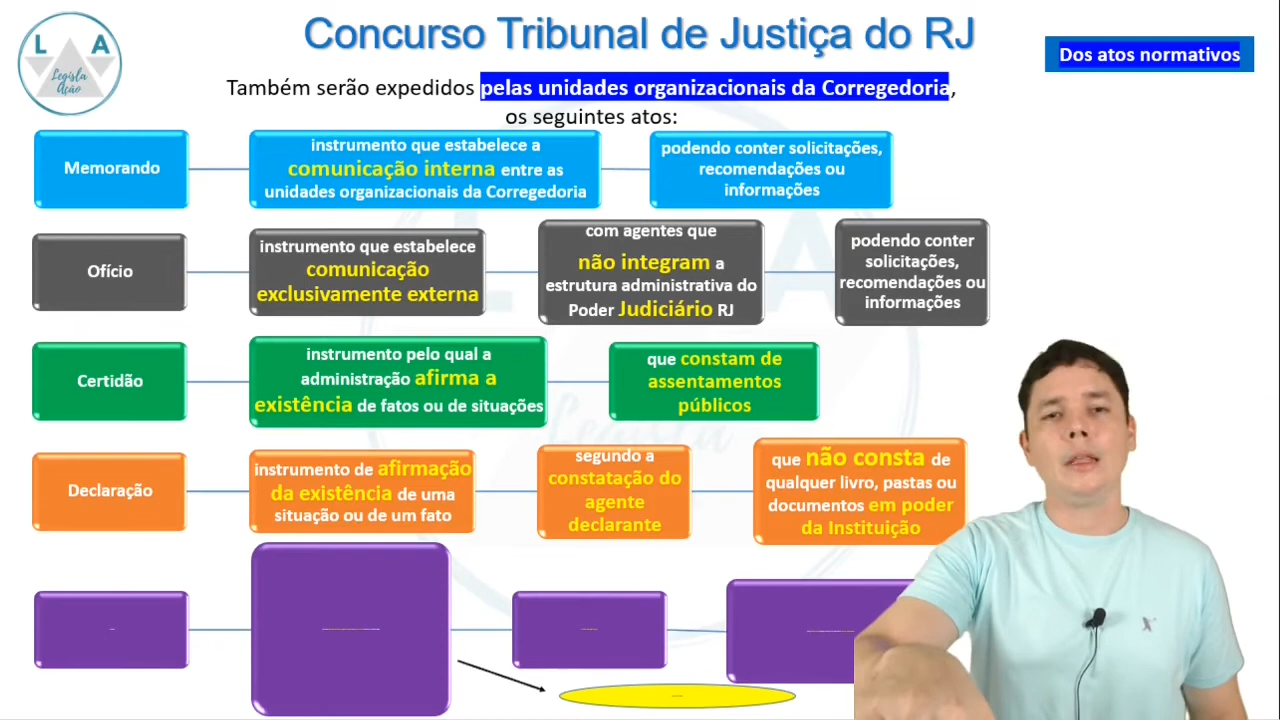 Concurso Tribunal de Justiça do RJ
L A
Legisla
Ação
Dos atos normativos
Também serão expedidos pelas unidades organizacionais da Corregedoria,
os seguintes atos:
Memorando
instrumento que estabelece a
comunicação interna entre as
unidades organizacionais da Corregedoria
podendo conter solicitações,
recomendações ou
informações
Ofício
instrumento que estabelece
comunicação
exclusivamente externa
com agentes que
não integram a
estrutura administrativa do
Poder Judiciário RJ
podendo conter
solicitações,
recomendações ou
informações
Certidão
instrumento pelo qual a
administração afirma a
existência de fatos ou de situações
que constam de
assentamentos
públicos
Declaração
instrumento de afirmação
da existência de uma
situação ou de um fato
segundo a
constatação do
agente
declarante
que não consta de
qualquer livro, pastas ou
documentos em poder
da Instituição